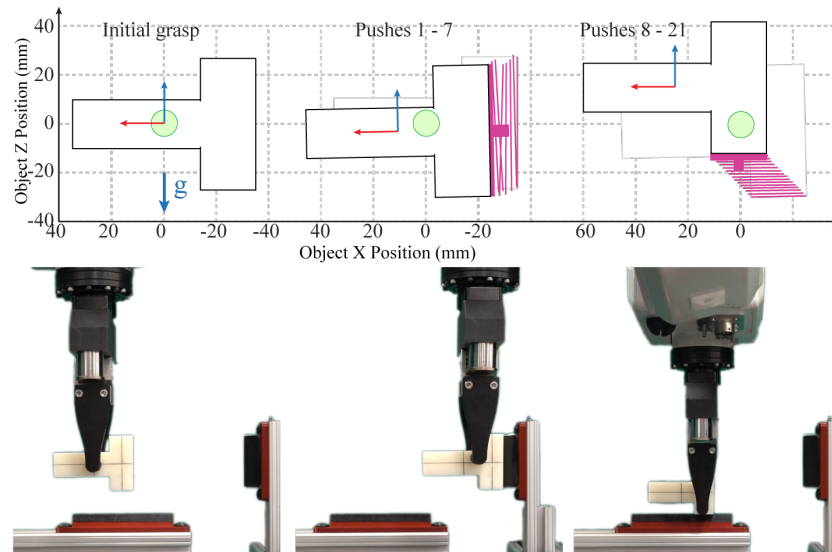 Initial grasp
Pushes 1 - 7
Pushes 8 - 21
Object Z Position (mm)
40
20
0
-20
-40
g
40 20 0 -20 -40
40 20 0 -20
40 20 0
Object X Position (mm)